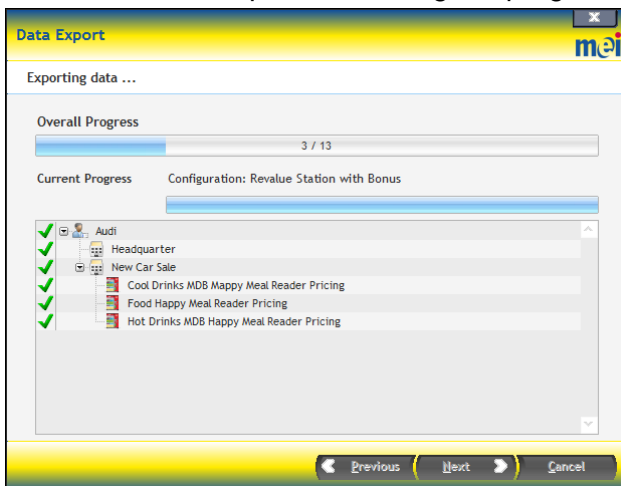 X
Data Export
mei
Exporting data ...
Overall Progress
3 / 13
Current Progress Configuration: Revalue Station with Bonus
Audi
Headquarter
New Car Sale
Cool Drinks MDB Mappy Meal Reader Pricing
Food Happy Meal Reader Pricing
Hot Drinks MDB Happy Meal Reader Pricing
Previous Next Cancel